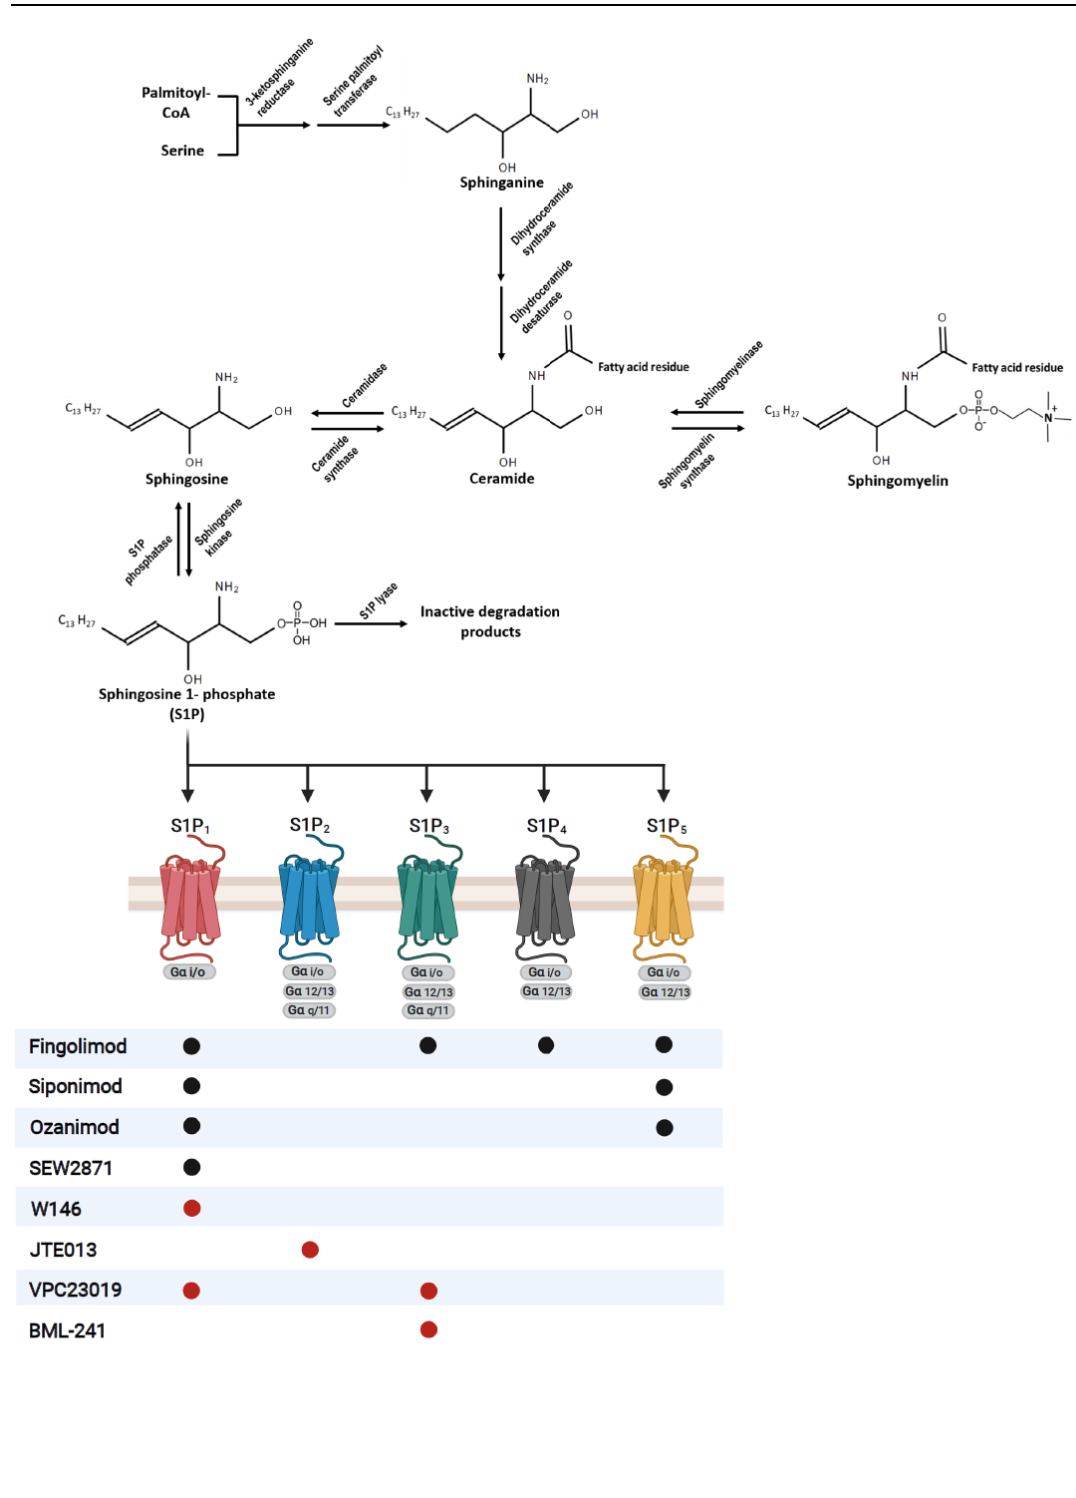 Palmitoyl-
CoA
Serine
3-ketosphinganine
reductase
Serine palmitoyl
transferase
C13 H27
NH2
OH
OH
Sphinganine
Dihydroceramide
synthase
Dihydroceramide
desaturase
C13 H27
NH2
OH
OH
Sphingosine
Ceramidase
Ceramide
synthase
O
Fatty acid residue
NH
C13 H27
OH
OH
Ceramide
Sphingomyelinase
Sphingomyelin
synthase
O
Fatty acid residue
NH
C13 H27
O
O-P-O
O-
N+
OH
Sphingomyelin
S1P
phosphatase
Sphingosine
kinase
NH2
C13 H27
O
O-P-OH
OH
OH
Sphingosine 1- phosphate
(S1P)
S1P lyase
Inactive degradation
products
S1P1 S1P2 S1P3 S1P4 S1P5
Gα i/o Gα i/o Gα i/o Gα i/o Gα i/o
Gα 12/13 Gα 12/13 Gα 12/13 Gα 12/13
Gα q/11 Gα q/11
Fingolimod
Siponimod
Ozanimod
SEW2871
W146
JTE013
VPC23019
BML-241